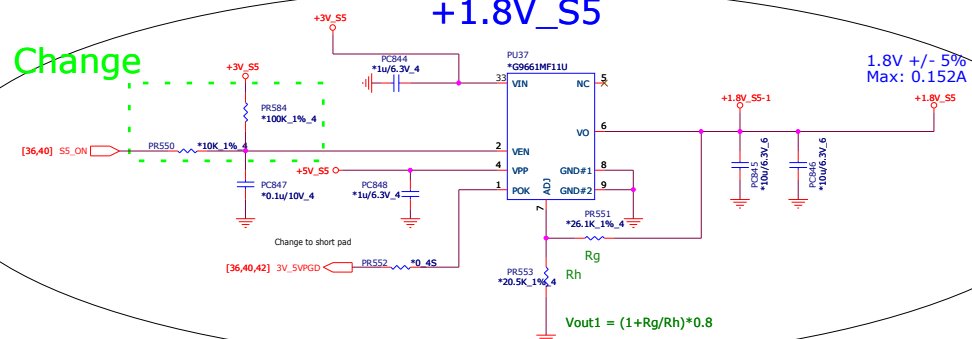 +1.8V_S5
+3V_S5
Change
PC844
*1u/6.3V_4
PU37
*G9661MF11U
1.8V +/- 5%
Max: 0.152A
+3V_S5
33
VIN
NC
5
+1.8V_S5-1
+1.8V_S5
PR584
*100K_1%_4
VO
6
[36,40] S5_ON
PR550
*10K_1%_4
2
VEN
PC845
*10u/6.3V_6
PC846
*10u/6.3V_6
+5V_S5
4
VPP
GND#1
8
PC847
*0.1u/10V_4
PC848
*1u/6.3V_4
1
POK
ADJ
GND#2
9
7
PR551
*26.1K_1%_4
Change to short pad
Rg
[36,40,42] 3V_5VPGD
PR552
*0_4S
PR553
*20.5K_1%_4
Rh
Vout1 = (1+Rg/Rh)*0.8